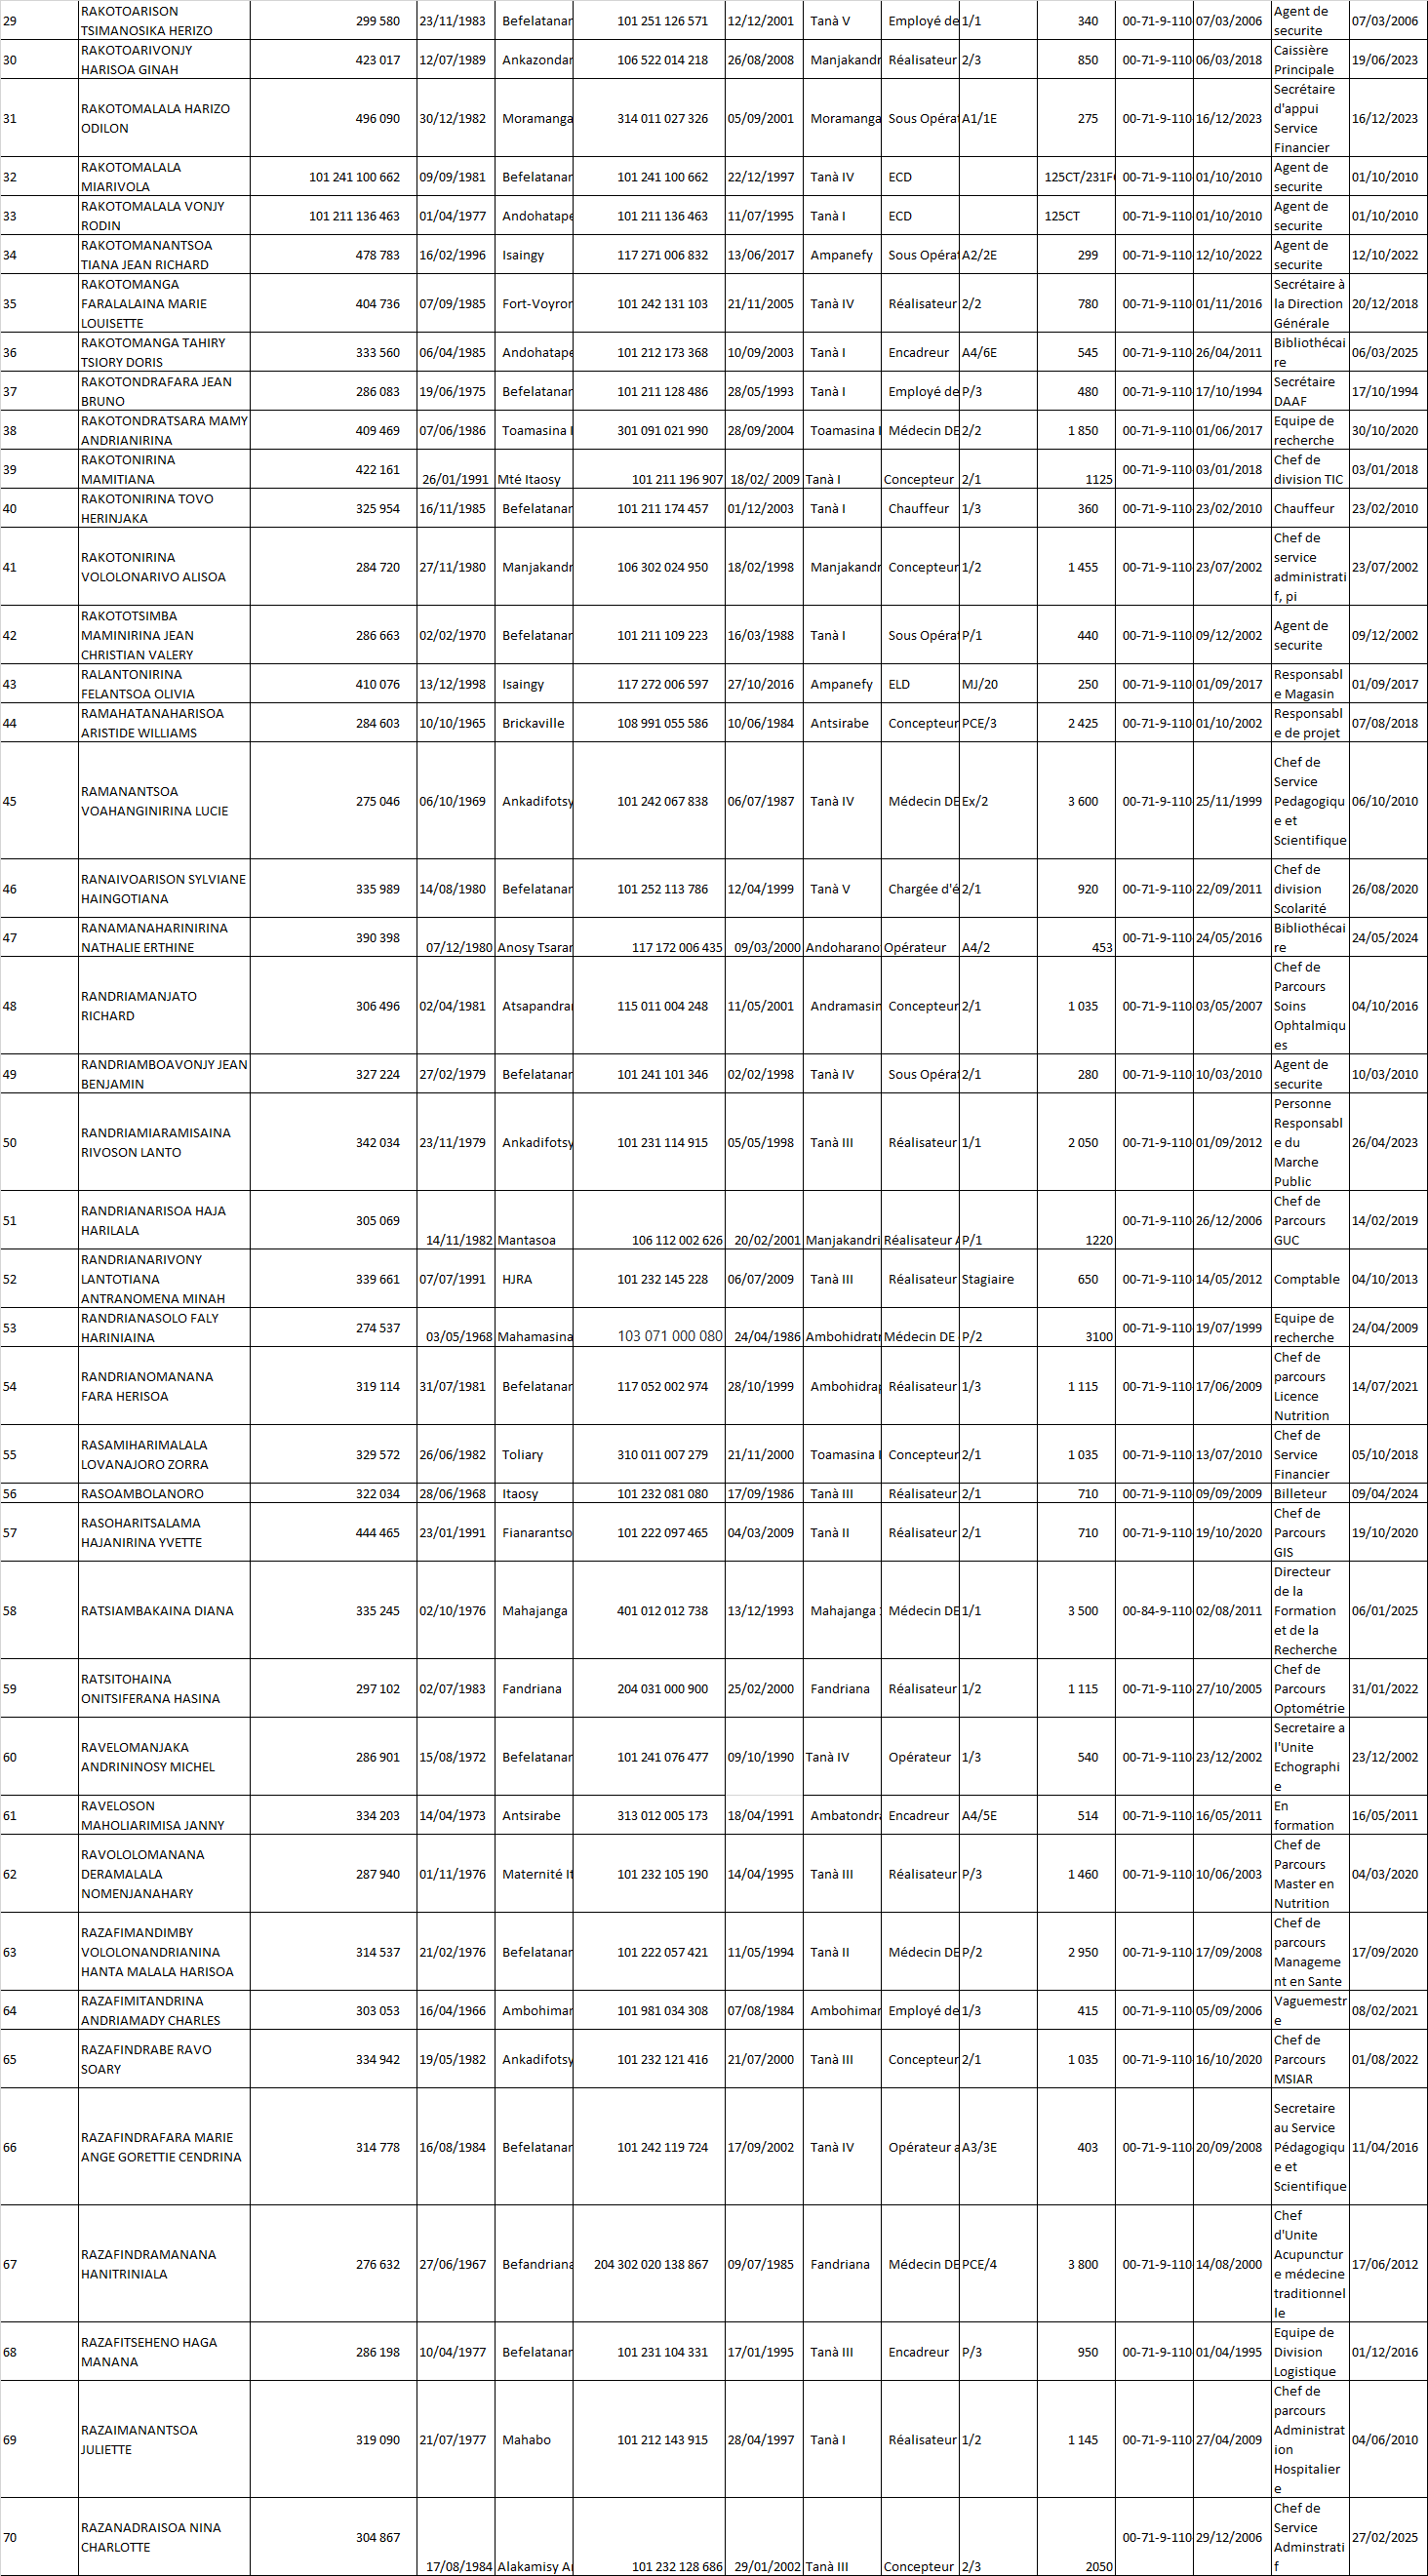 29 RAKOTOARISON TSIMANOSIKA HERIZO 299 580 23/11/1983 Befelatanar 101 251 126 571 12/12/2001 Tanà V Employé de 1/1 340 00-71-9-110 07/03/2006 Agent de securite 07/03/2006
30 RAKOTOARIVONJY HARISOA GINAH 423 017 12/07/1989 Ankazondar 106 522 014 218 26/08/2008 Manjakandr Réalisateur 2/3 850 00-71-9-110 06/03/2018 Caissière Principale 19/06/2023
31 RAKOTOMALALA HARIZO ODILON 496 090 30/12/1982 Moramanga 314 011 027 326 05/09/2001 Moramanga Sous Opérat A1/1E 275 00-71-9-110 16/12/2023 Secrétaire d'appui Service Financier 16/12/2023
32 RAKOTOMALALA MIARIVOLA 101 241 100 662 09/09/1981 Befelatanar 101 241 100 662 22/12/1997 Tanà IV ECD 125CT/231F 00-71-9-110 01/10/2010 Agent de securite 01/10/2010
33 RAKOTOMALALA VONJY RODIN 101 211 136 463 01/04/1977 Andohatape 101 211 136 463 11/07/1995 Tanà I ECD 125CT 00-71-9-110 01/10/2010 Agent de securite 01/10/2010
34 RAKOTOMANANTSOA TIANA JEAN RICHARD 478 783 16/02/1996 Isaingy 117 271 006 832 13/06/2017 Ampanefy Sous Opérat A2/2E 299 00-71-9-110 12/10/2022 Agent de securite 12/10/2022
35 RAKOTOMANGA FARALALAINA MARIE LOUISETTE 404 736 07/09/1985 Fort-Voyror 101 242 131 103 21/11/2005 Tanà IV Réalisateur 2/2 780 00-71-9-110 01/11/2016 Secrétaire à la Direction Générale 20/12/2018
36 RAKOTOMANGA TAHIRY TSIORY DORIS 333 560 06/04/1985 Andohatape 101 212 173 368 10/09/2003 Tanà I Encadreur A4/6E 545 00-71-9-110 26/04/2011 Bibliothécai re 06/03/2025
37 RAKOTONDRAFARA JEAN BRUNO 286 083 19/06/1975 Befelatanar 101 211 128 486 28/05/1993 Tanà I Employé de P/3 480 00-71-9-110 17/10/1994 Secrétaire DAAF 17/10/1994
38 RAKOTONDRATSARA MAMY ANDRIANIRINA 409 469 07/06/1986 Toamasina I 301 091 021 990 28/09/2004 Toamasina I Médecin DE 2/2 1 850 00-71-9-110 01/06/2017 Equipe de recherche 30/10/2020
39 RAKOTONIRINA MAMITIANA 422 161 26/01/1991 Mté Itaosy 101 211 196 907 18/02/ 2009 Tanà I Concepteur 2/1 1125 00-71-9-110 03/01/2018 Chef de division TIC 03/01/2018
40 RAKOTONIRINA TOVO HERINJAKA 325 954 16/11/1985 Befelatanar 101 211 174 457 01/12/2003 Tanà I Chauffeur 1/3 360 00-71-9-110 23/02/2010 Chauffeur 23/02/2010
41 RAKOTONIRINA VOLOLONARIVO ALISOA 284 720 27/11/1980 Manjakandr 106 302 024 950 18/02/1998 Manjakandr Concepteur 1/2 1 455 00-71-9-110 23/07/2002 Chef de service administrati f, pi 23/07/2002
42 RAKOTOTSIMBA MAMINIRINA JEAN CHRISTIAN VALERY 286 663 02/02/1970 Befelatanar 101 211 109 223 16/03/1988 Tanà I Sous Opérat P/1 440 00-71-9-110 09/12/2002 Agent de securite 09/12/2002
43 RALANTONIRINA FELANTSOA OLIVIA 410 076 13/12/1998 Isaingy 117 272 006 597 27/10/2016 Ampanefy ELD MJ/20 250 00-71-9-110 01/09/2017 Responsabl e Magasin 01/09/2017
44 RAMAHATANAHARISOA ARISTIDE WILLIAMS 284 603 10/10/1965 Brickaville 108 991 055 586 10/06/1984 Antsirabe Concepteur PCE/3 2 425 00-71-9-110 01/10/2002 Responsabl e de projet 07/08/2018
45 RAMANANTSOA VOAHANGINIRINA LUCIE 275 046 06/10/1969 Ankadifotsy 101 242 067 838 06/07/1987 Tanà IV Médecin DE Ex/2 3 600 00-71-9-110 25/11/1999 Chef de Service Pedagogiqu e et Scientifique 06/10/2010
46 RANAIVOARISON SYLVIANE HAINGOTIANA 335 989 14/08/1980 Befelatanar 101 252 113 786 12/04/1999 Tanà V Chargée d'é 2/1 920 00-71-9-110 22/09/2011 Chef de division Scolarité 26/08/2020
47 RANAMANAHARINIRINA NATHALIE ERTHINE 390 398 07/12/1980 Anosy Tsarar 117 172 006 435 09/03/2000 Andoharano Opérateur A4/2 453 00-71-9-110 24/05/2016 Bibliothécai re 24/05/2024
48 RANDRIAMANJATO RICHARD 306 496 02/04/1981 Atsapandra 115 011 004 248 11/05/2001 Andramasin Concepteur 2/1 1 035 00-71-9-110 03/05/2007 Chef de Parcours Soins Ophtalmiqu es 04/10/2016
49 RANDRIAMBOAVONJY JEAN BENJAMIN 327 224 27/02/1979 Befelatanar 101 241 101 346 02/02/1998 Tanà IV Sous Opérat 2/1 280 00-71-9-110 10/03/2010 Agent de securite 10/03/2010
50 RANDRIAMIARAMISAINA RIVOSON LANTO 342 034 23/11/1979 Ankadifotsy 101 231 114 915 05/05/1998 Tanà III Réalisateur 1/1 2 050 00-71-9-110 01/09/2012 Personne Responsabl e du Marche Public 26/04/2023
51 RANDRIANARISOA HAJA HARILALA 305 069 14/11/1982 Mantasoa 106 112 002 626 20/02/2001 Manjakandri Réalisateur A P/1 1220 00-71-9-110 26/12/2006 Chef de Parcours GUC 14/02/2019
52 RANDRIANARIVONY LANTOTIANA ANTRANOMENA MINAH 339 661 07/07/1991 HJRA 101 232 145 228 06/07/2009 Tanà III Réalisateur Stagiaire 650 00-71-9-110 14/05/2012 Comptable 04/10/2013
53 RANDRIANASOLO FALY HARINIAINA 274 537 03/05/1968 Mahamasina 103 071 000 080 24/04/1986 Ambohidratr Médecin DE P/2 3100 00-71-9-110 19/07/1999 Equipe de recherche 24/04/2009
54 RANDRIANOMANANA FARA HERISOA 319 114 31/07/1981 Befelatanar 117 052 002 974 28/10/1999 Ambohidrap Réalisateur 1/3 1 115 00-71-9-110 17/06/2009 Chef de parcours Licence Nutrition 14/07/2021
55 RASAMIHARIMALALA LOVANAJORO ZORRA 329 572 26/06/1982 Toliary 310 011 007 279 21/11/2000 Toamasina I Concepteur 2/1 1 035 00-71-9-110 13/07/2010 Chef de Service Financier 05/10/2018
56 RASOAMBOLANORO 322 034 28/06/1968 Itaosy 101 232 081 080 17/09/1986 Tanà III Réalisateur 2/1 710 00-71-9-110 09/09/2009 Billeteur 09/04/2024
57 RASOHARITSALAMA HAJANIRINA YVETTE 444 465 23/01/1991 Fianarantso 101 222 097 465 04/03/2009 Tanà II Réalisateur 2/1 710 00-71-9-110 19/10/2020 Chef de Parcours GIS 19/10/2020
58 RATSIAMBAKAINA DIANA 335 245 02/10/1976 Mahajanga 401 012 012 738 13/12/1993 Mahajanga Médecin DE 1/1 3 500 00-84-9-110 02/08/2011 Directeur de la Formation et de la Recherche 06/01/2025
59 RATSITOHAINA ONITSIFERANA HASINA 297 102 02/07/1983 Fandriana 204 031 000 900 25/02/2000 Fandriana Réalisateur 1/2 1 115 00-71-9-110 27/10/2005 Chef de Parcours Optométrie 31/01/2022
60 RAVELOMANJAKA ANDRININOSY MICHEL 286 901 15/08/1972 Befelatanar 101 241 076 477 09/10/1990 Tanà IV Opérateur 1/3 540 00-71-9-110 23/12/2002 Secretaire a l'Unite Echographi e 23/12/2002
61 RAVELOSON MAHOLIARIMISA JANNY 334 203 14/04/1973 Antsirabe 313 012 005 173 18/04/1991 Ambatondra Encadreur A4/5E 514 00-71-9-110 16/05/2011 En formation 16/05/2011
62 RAVOLOLOMANANA DERAMALALA NOMENJANAHARY 287 940 01/11/1976 Maternité It 101 232 105 190 14/04/1995 Tanà III Réalisateur P/3 1 460 00-71-9-110 10/06/2003 Chef de Parcours Master en Nutrition 04/03/2020
63 RAZAFIMANDIMBY VOLOLONANDRIANINA HANTA MALALA HARISOA 314 537 21/02/1976 Befelatanar 101 222 057 421 11/05/1994 Tanà II Médecin DE P/2 2 950 00-71-9-110 17/09/2008 Chef de parcours Manageme nt en Sante 17/09/2020
64 RAZAFIMITANDRINA ANDRIAMADY CHARLES 303 053 16/04/1966 Ambohimar 101 981 034 308 07/08/1984 Ambohimar Employé de 1/3 415 00-71-9-110 05/09/2006 Vaguemestr e 08/02/2021
65 RAZAFINDRABE RAVO SOARY 334 942 19/05/1982 Ankadifotsy 101 232 121 416 21/07/2000 Tanà III Concepteur 2/1 1 035 00-71-9-110 16/10/2020 Chef de Parcours MSIAR 01/08/2022
66 RAZAFINDRAFARA MARIE ANGE GORETTIE CENDRINA 314 778 16/08/1984 Befelatanar 101 242 119 724 17/09/2002 Tanà IV Opérateur a A3/3E 403 00-71-9-110 20/09/2008 Secretaire au Service Pédagogiqu e et Scientifique 11/04/2016
67 RAZAFINDRAMANANA HANITRINIALA 276 632 27/06/1967 Befandriana 204 302 020 138 867 09/07/1985 Fandriana Médecin DE PCE/4 3 800 00-71-9-110 14/08/2000 Chef d'Unite Acupunctur e médecine traditionnel le 17/06/2012
68 RAZAFITSEHENO HAGA MANANA 286 198 10/04/1977 Befelatanar 101 231 104 331 17/01/1995 Tanà III Encadreur P/3 950 00-71-9-110 01/04/1995 Equipe de Division Logistique 01/12/2016
69 RAZAIMANANTSOA JULIETTE 319 090 21/07/1977 Mahabo 101 212 143 915 28/04/1997 Tanà I Réalisateur 1/2 1 145 00-71-9-110 27/04/2009 Chef de parcours Administrat ion Hospitalier e 04/06/2010
70 RAZANADRAISOA NINA CHARLOTTE 304 867 17/08/1984 Alakamisy A 101 232 128 686 29/01/2002 Tanà III Concepteur 2/3 2050 00-71-9-110 29/12/2006 Chef de Service Adminstrati f 27/02/2025